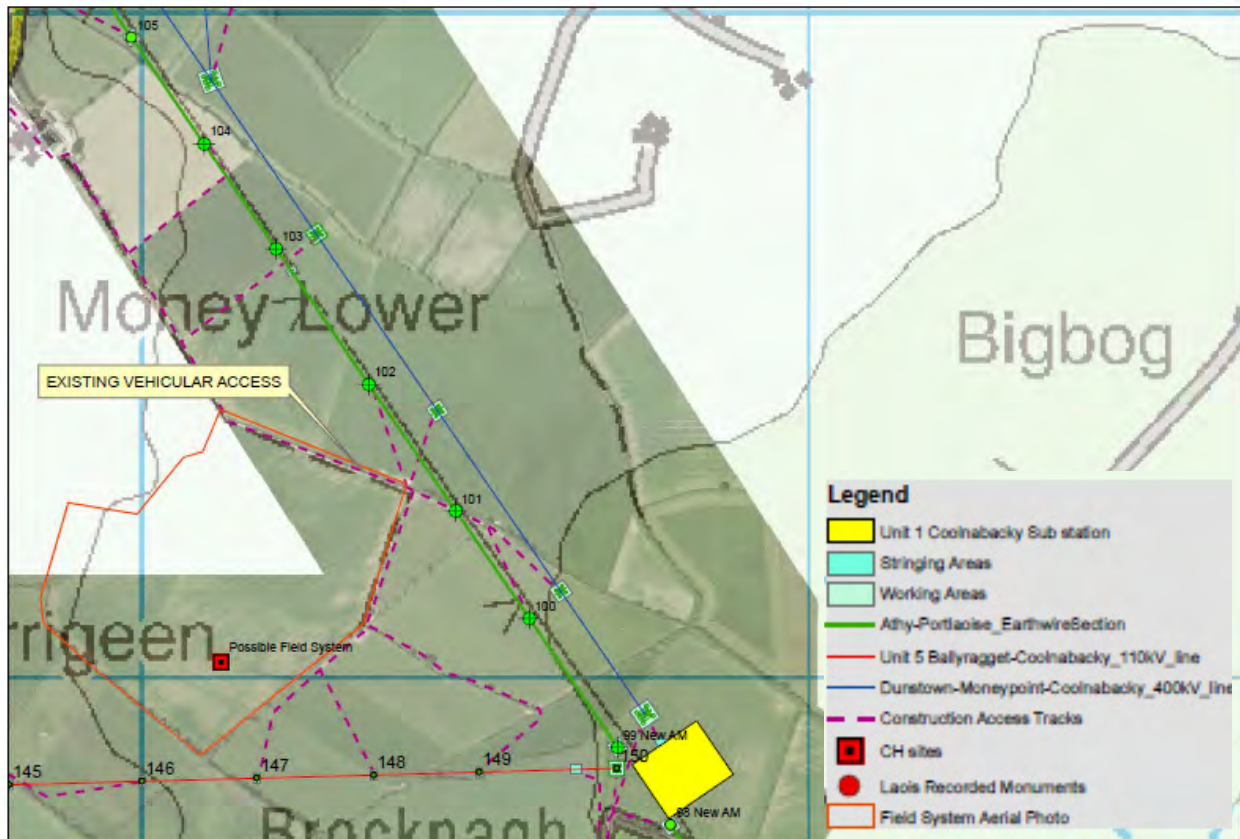 105
104
103
Money Lower
Bigbog
EXISTING VEHICULAR ACCESS
102
101
100
rrigeen
Possible Field System
99 New AM
150
145
146
147
148
149
98 New AM
Brocknagh
Legend
Unit 1 Coolnabacky Sub station
Stringing Areas
Working Areas
Athy-Portlaoise_EarthwireSection
Unit 5 Ballyragget-Coolnabacky_110kV_line
Dunstown-Moneypoint-Coolnabacky_400kV_line
Construction Access Tracks
CH sites
Laois Recorded Monuments
Field System Aerial Photo